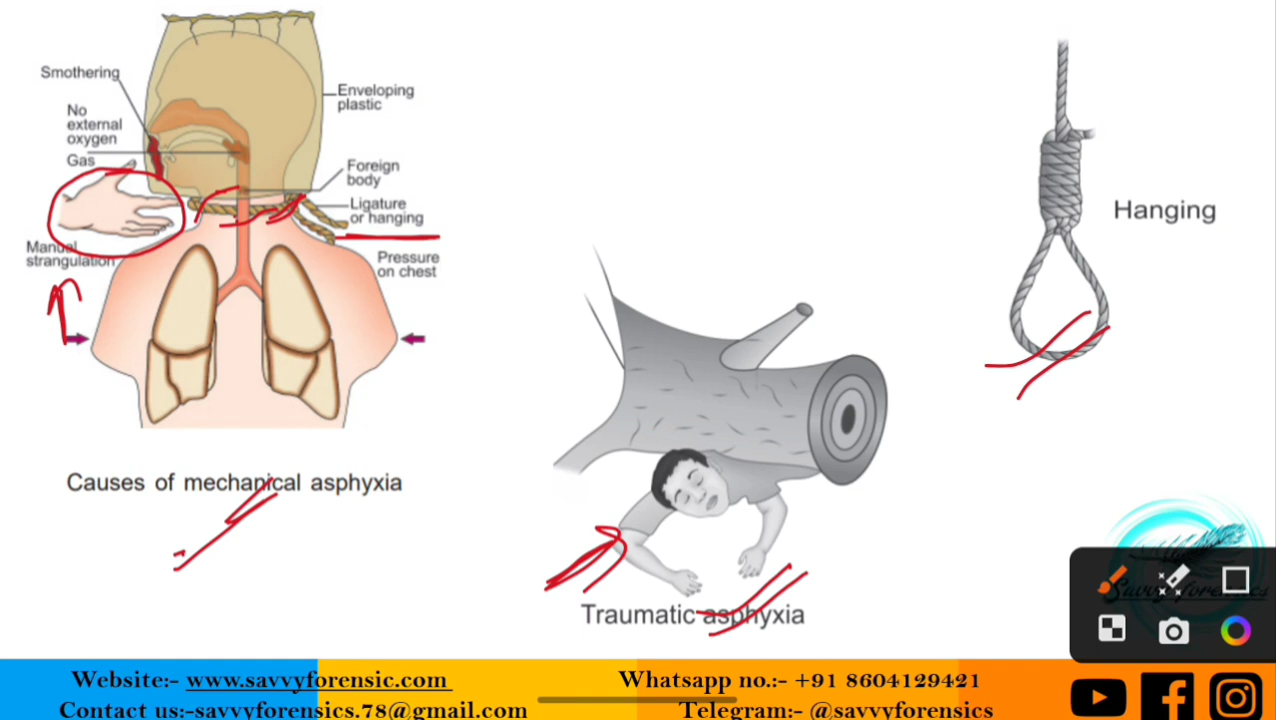 Smothering
No
external
oxygen
Gas
Manual
strangulation
Enveloping
plastic
Foreign
body
Ligature
or hanging
Pressure
on chest
Causes of mechanical asphyxia
Traumatic asphyxia
Hanging
Savvy forensics
Website:- www.savvyforensic.com
Contact us:-savvyforensics.78@gmail.com
Whatsapp no.:- +91 8604129421
Telegram:- @savvyforensics